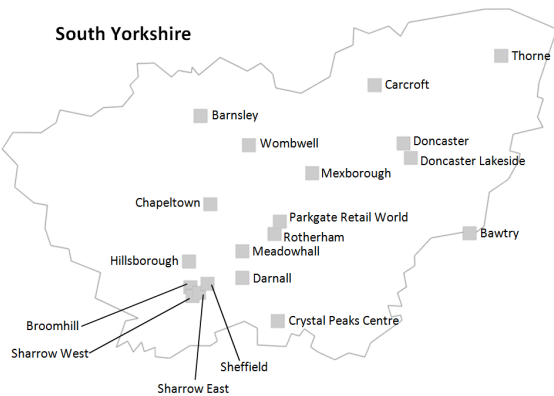 South Yorkshire
Thorne
Carcroft
Barnsley
Wombwell
Doncaster
Doncaster Lakeside
Mexborough
Chapeltown
Parkgate Retail World
Rotherham
Bawtry
Meadowhall
Hillsborough
Darnall
Broomhill
Crystal Peaks Centre
Sharrow West
Sheffield
Sharrow East